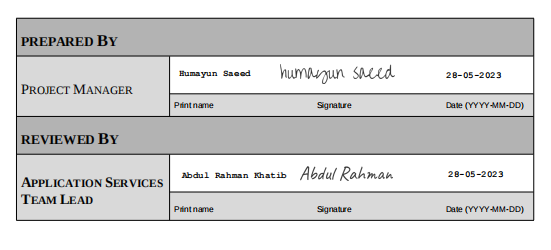 PREPARED BY
PROJECT MANAGER
Humayun Saeed humayun saeed 28-05-2023
Print name Signature Date (YYYY-MM-DD)
REVIEWED BY
APPLICATION SERVICES
TEAM LEAD
Abdul Rahman Khatib Abdul Rahman 28-05-2023
Print name Signature Date (YYYY-MM-DD)